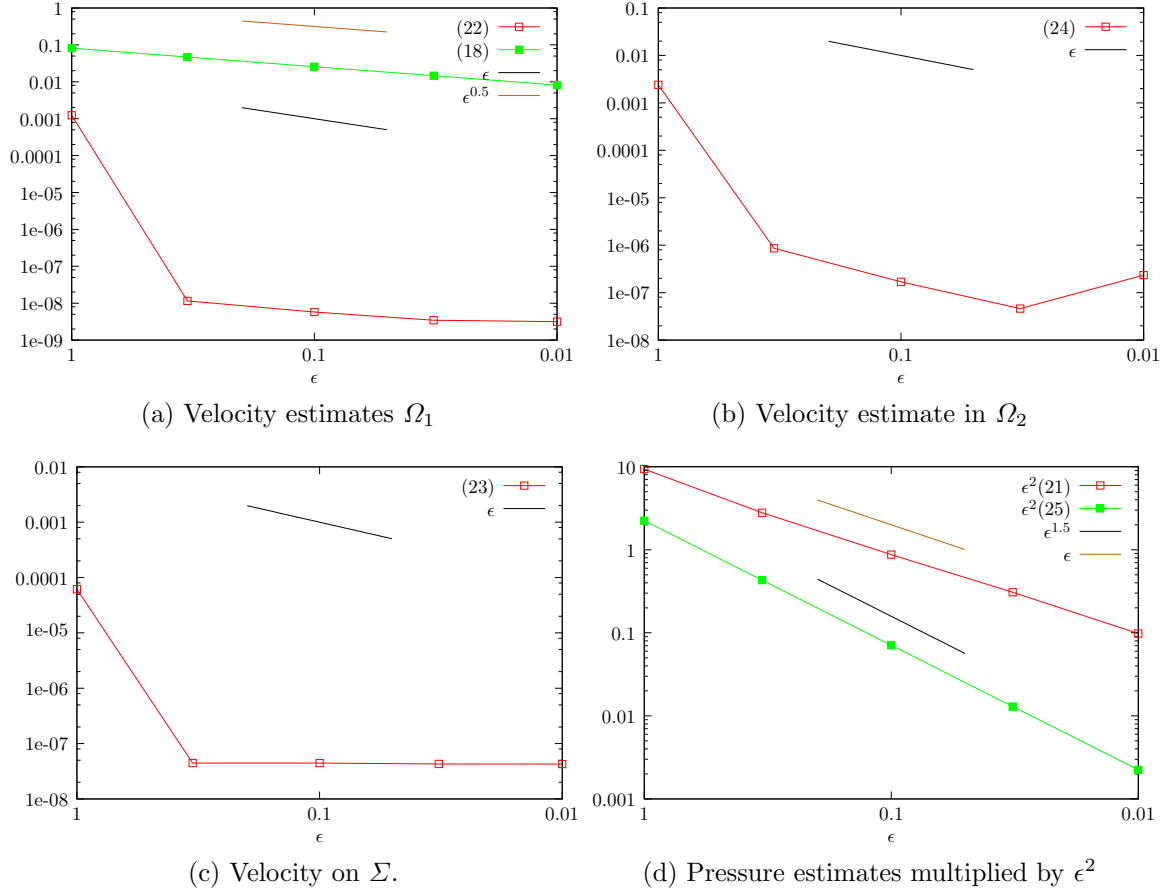 1
0.1
0.01
0.001
0.0001
1e-05
1e-06
1e-07
1e-08
1e-09
1 0.1 0.01
ϵ
(22)
(18)
ϵ
ϵ^0.5
(a) Velocity estimates Ω_1
0.1
0.01
0.001
0.0001
1e-05
1e-06
1e-07
1e-08
1 0.1 0.01
ϵ
(24)
ϵ
(b) Velocity estimate in Ω_2
0.01
0.001
0.0001
1e-05
1e-06
1e-07
1e-08
1 0.1 0.01
ϵ
(23)
ϵ
(c) Velocity on Σ.
10
1
0.1
0.01
0.001
1 0.1 0.01
ϵ
ϵ^2(21)
ϵ^2(25)
ϵ^1.5
ϵ
(d) Pressure estimates multiplied by ϵ^2